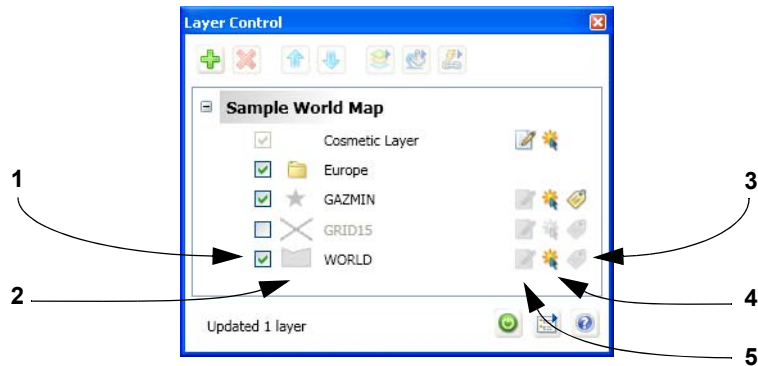 Layer Control
Sample World Map
Cosmetic Layer
Europe
1
GAZMIN
3
GRID15
WORLD
2
4
Updated 1 layer
5